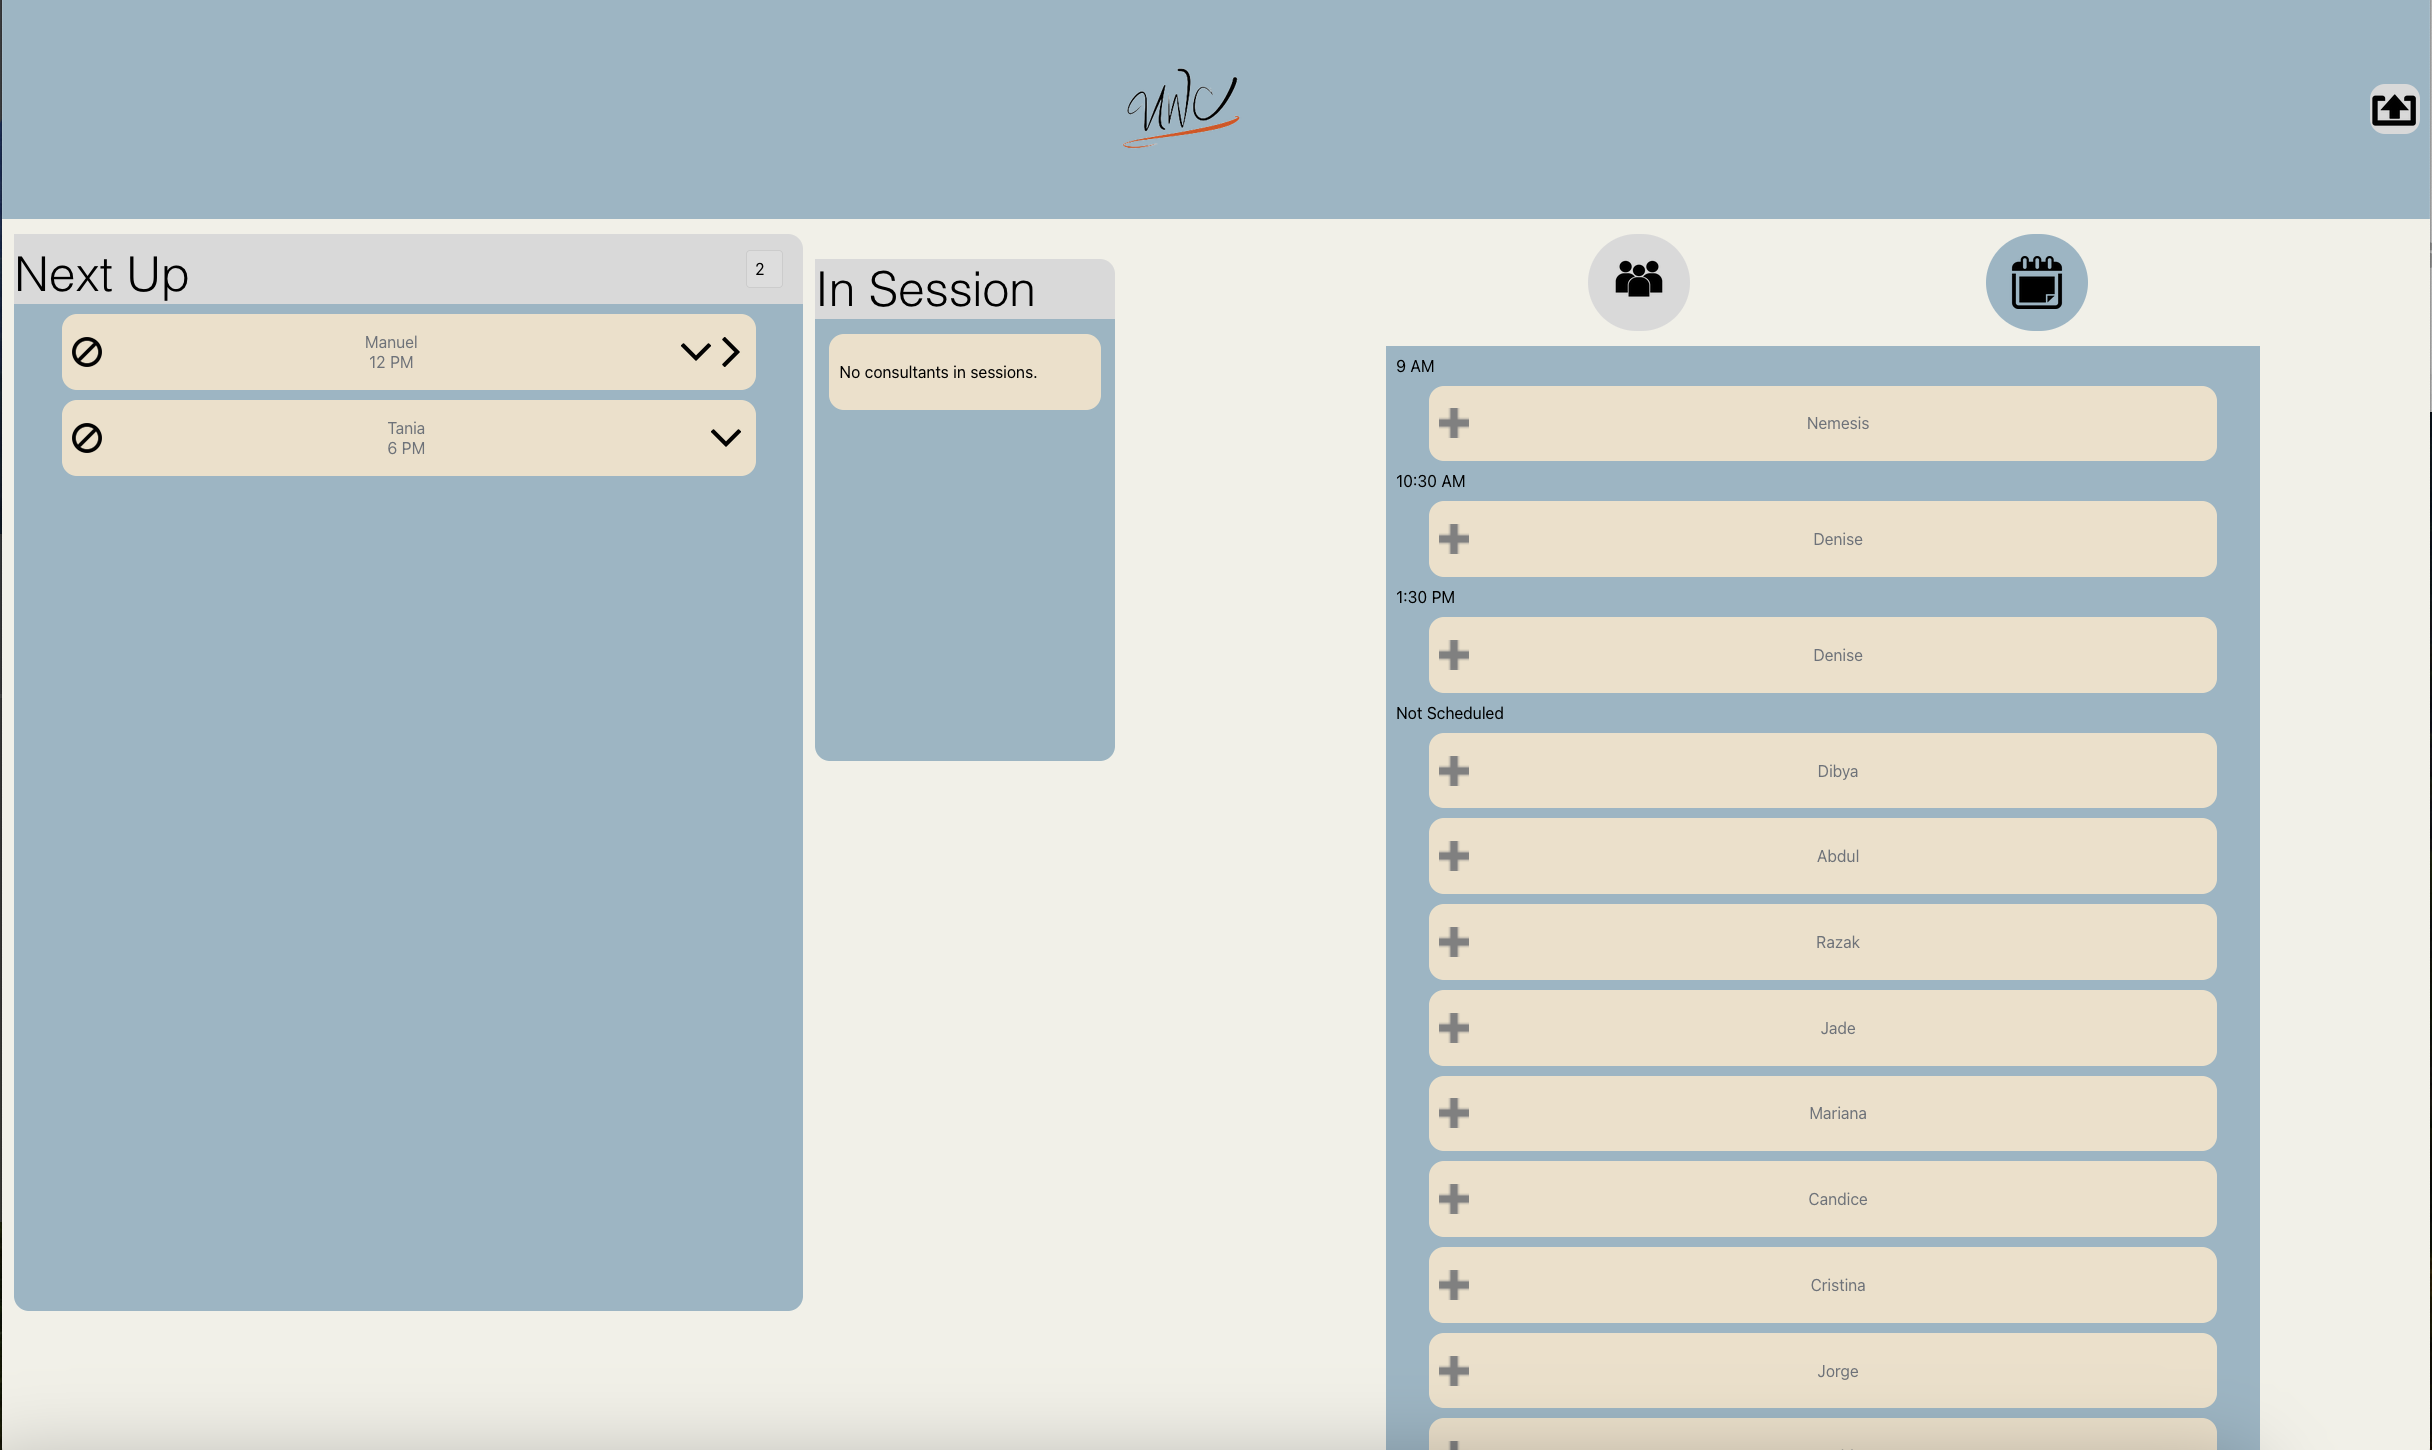 UWC
Next Up
2
Manuel
12 PM
Tania
6 PM
In Session
No consultants in sessions.
9 AM
Nemesis
10:30 AM
Denise
1:30 PM
Denise
Not Scheduled
Dibya
Abdul
Razak
Jade
Mariana
Candice
Cristina
Jorge